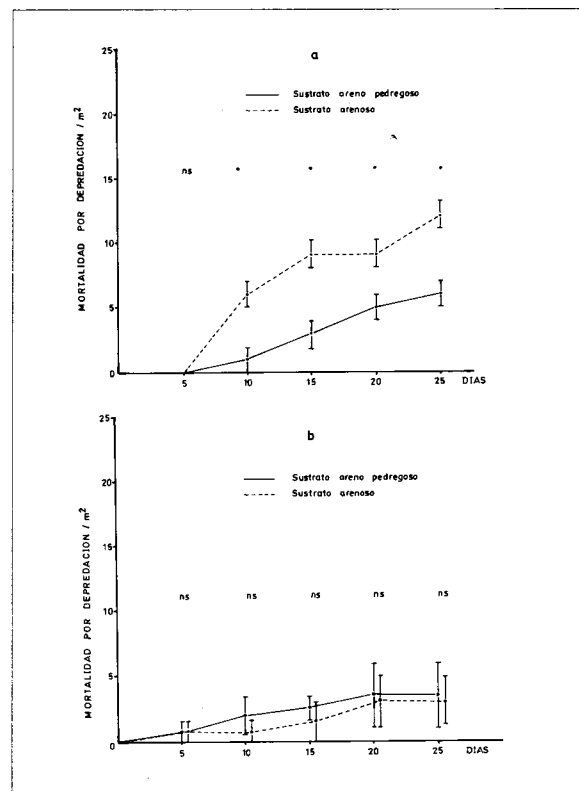 a
25
20
15
10
5
0
MORTALIDAD POR DEPREDACION / m²
Sustrato areno pedregoso
Sustrato arenoso
ns * * * *
5 10 15 20 25 DIAS
b
25
20
15
10
5
0
MORTALIDAD POR DEPREDACION / m²
Sustrato areno pedregoso
Sustrato arenoso
ns ns ns ns ns
5 10 15 20 25 DIAS